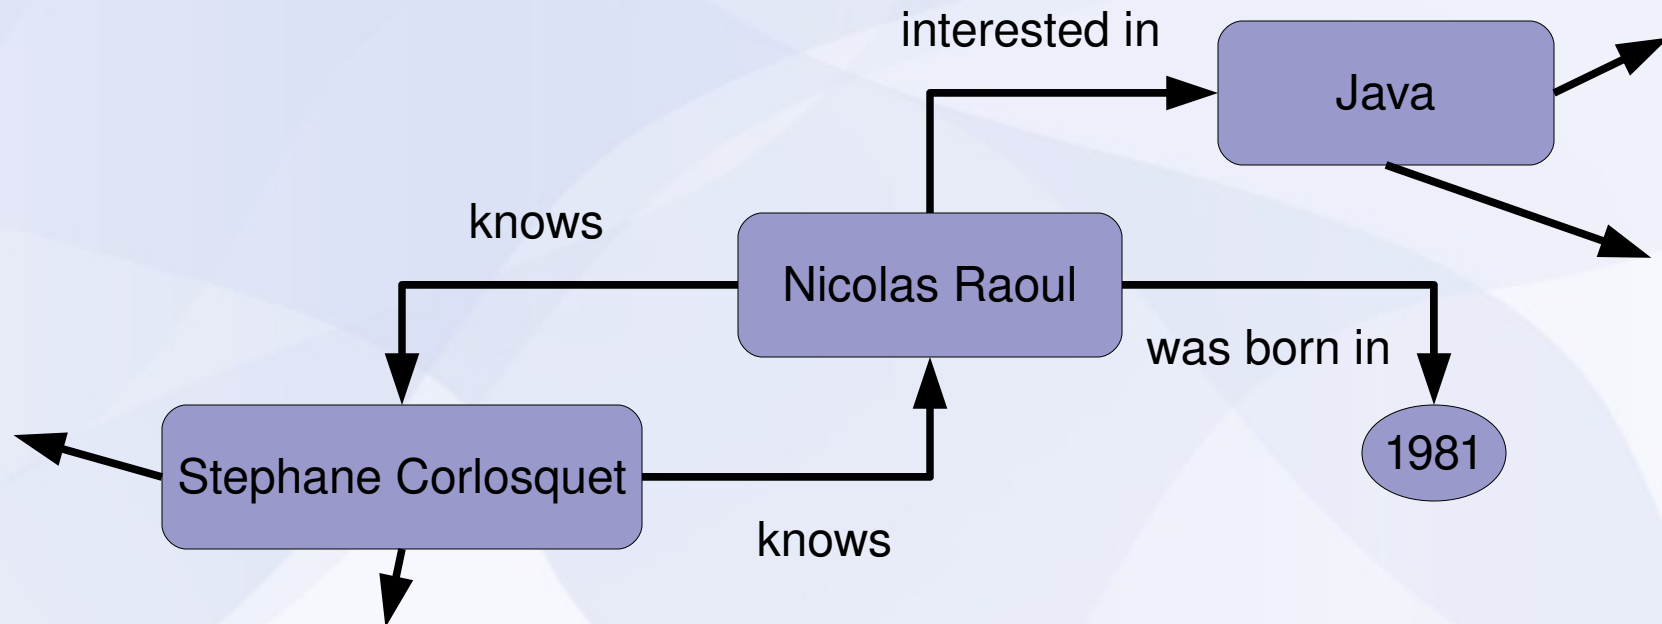 interested in
Java
knows
Nicolas Raoul
was born in
1981
Stephane Corlosquet
knows